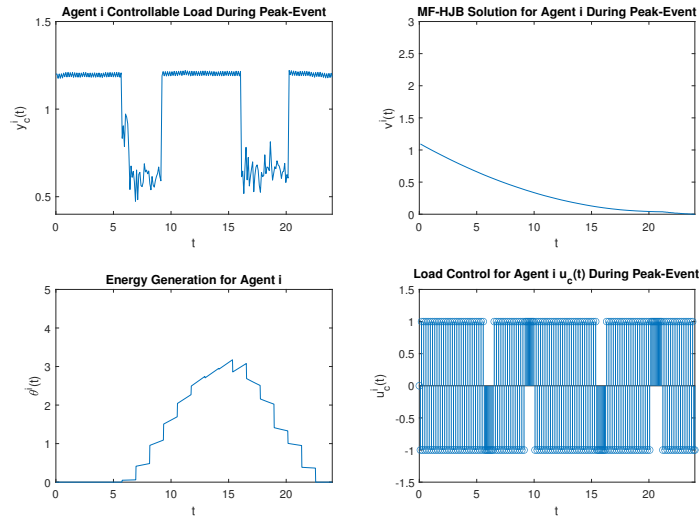 Agent i Controllable Load During Peak-Event
1.5
1
0.5
y_c^i(t)
0 5 10 15 20
t
MF-HJB Solution for Agent i During Peak-Event
3
2.5
2
1.5
1
0.5
0
v^i(t)
0 5 10 15 20
t
Energy Generation for Agent i
5
4
3
2
1
0
θ^i(t)
0 5 10 15 20
t
Load Control for Agent i u_c(t) During Peak-Event
1.5
1
0.5
0
-0.5
-1
-1.5
u_c^i(t)
0 5 10 15 20
t